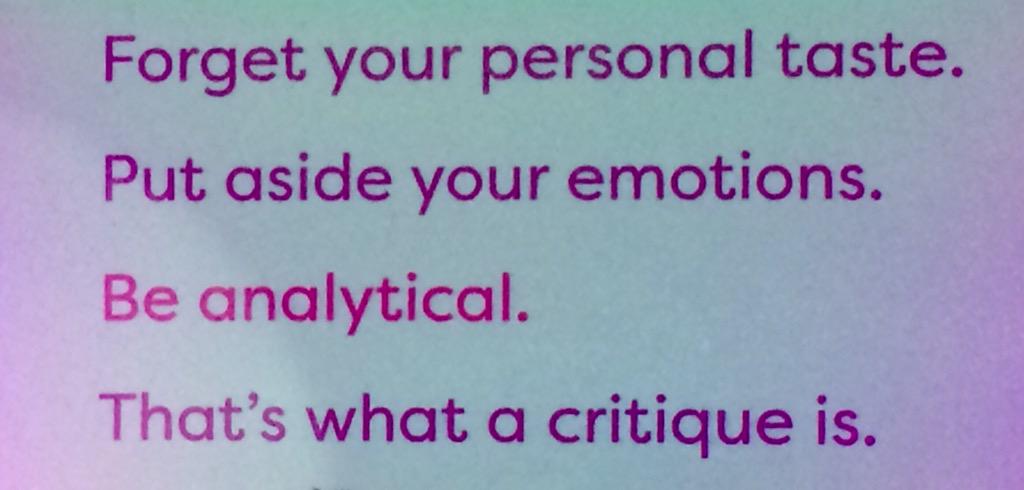 Forget your personal taste.
Put aside your emotions.
Be analytical.
That's what a critique is.